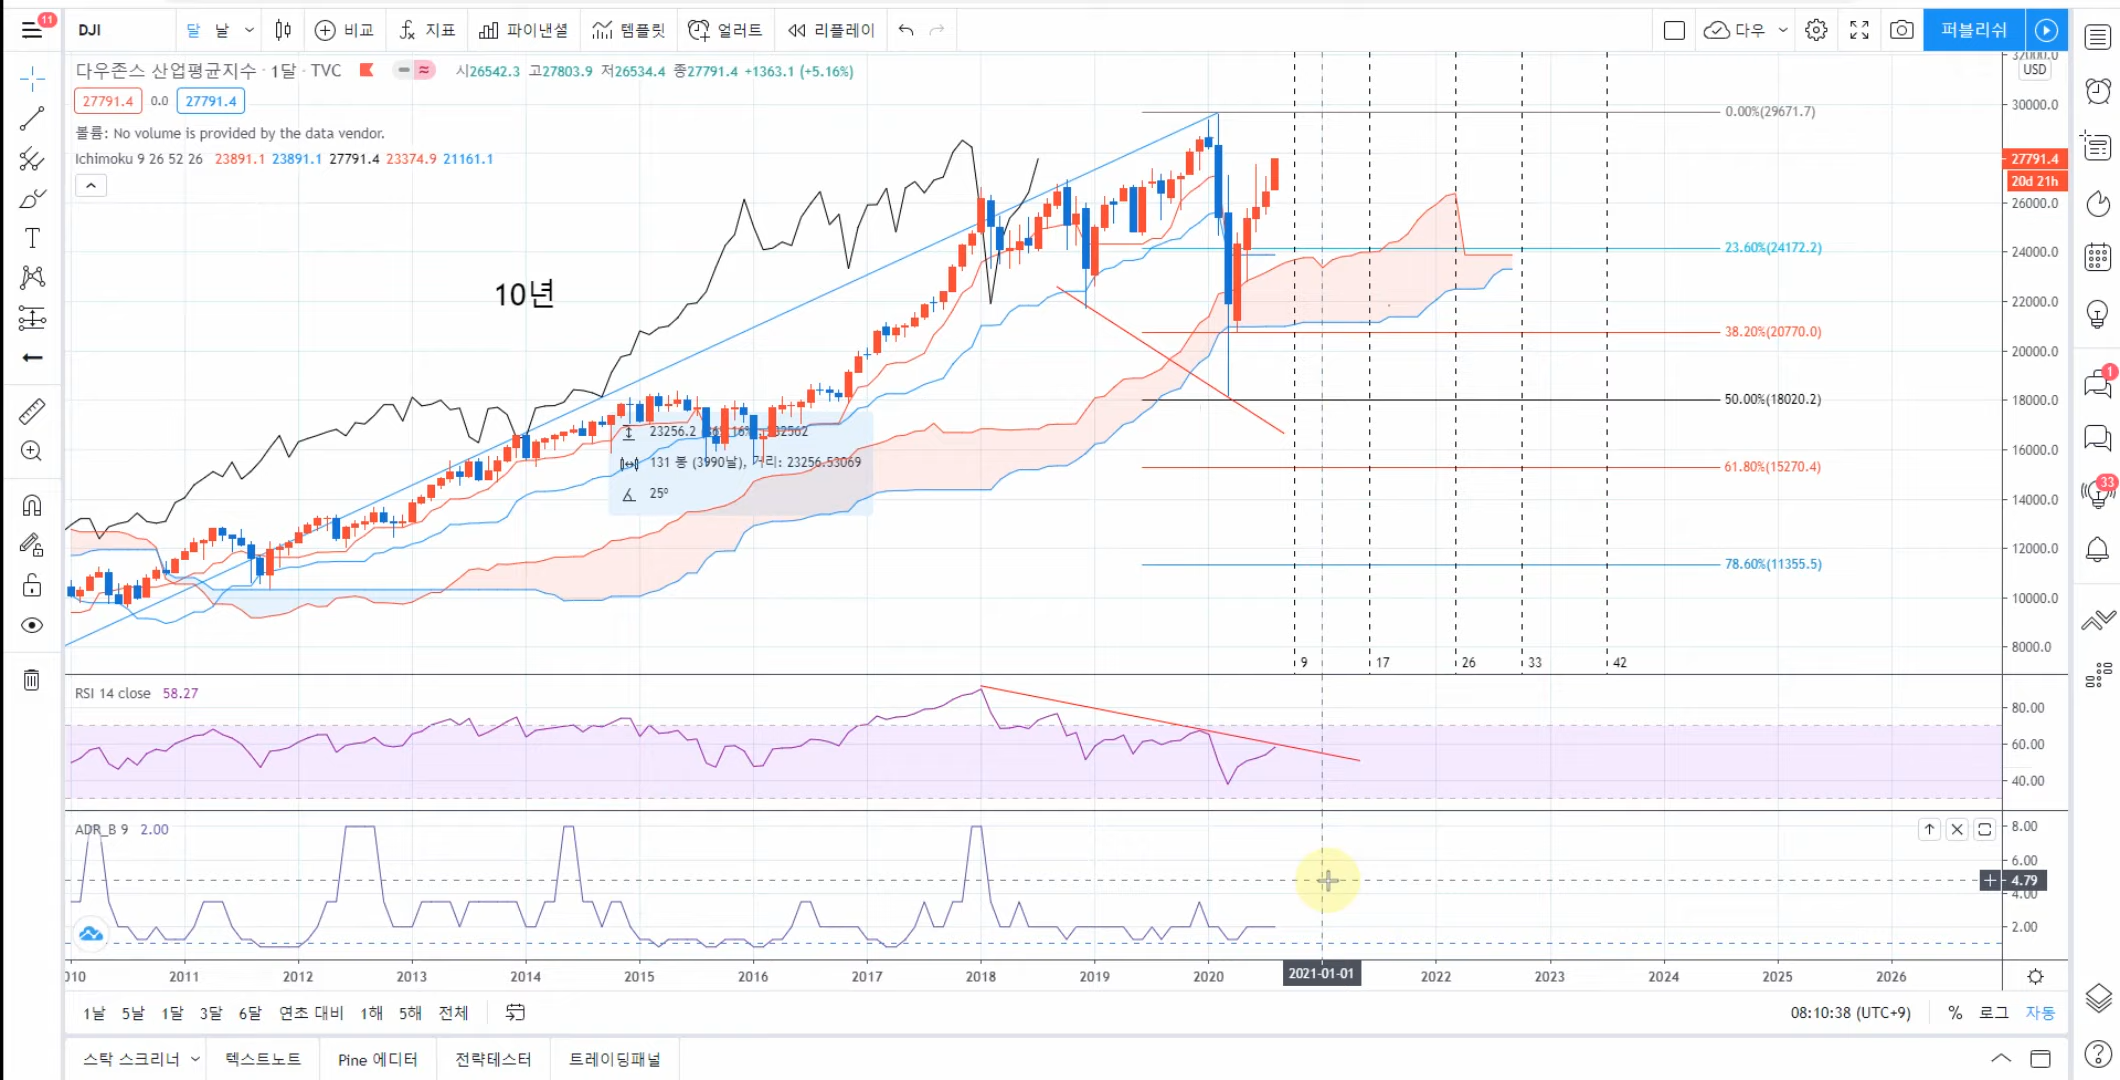 11
DJI
달 날
비교
지표
파이낸셜
템플릿
얼러트
리플레이
다우
퍼블리쉬
다우존스 산업평균지수 · 1달 · TVC
시26542.3 고27803.9 저26534.4 종27791.4 +1363.1 (+5.16%)
27791.4 0.0 27791.4
볼륨: No volume is provided by the data vendor.
Ichimoku 9 26 52 26 23891.1 23891.1 27791.4 23374.9 21161.1
10년
23256.2
131 봉 (3990날), 거리: 23256.53069
25º
0.00%(29671.7)
23.60%(24172.2)
38.20%(20770.0)
50.00%(18020.2)
61.80%(15270.4)
78.60%(11355.5)
9 17 26 33 42
32000.0
USD
30000.0
27791.4
20d 21h
26000.0
24000.0
22000.0
20000.0
18000.0
16000.0
14000.0
12000.0
10000.0
8000.0
RSI 14 close 58.27
80.00
60.00
40.00
ADR_B 9 2.00
8.00
6.00
4.79
4.00
2.00
010 2011 2012 2013 2014 2015 2016 2017 2018 2019 2020 2021-01-01 2022 2023 2024 2025 2026
1날 5날 1달 3달 6달 연초 대비 1해 5해 전체
08:10:38 (UTC+9) % 로그 자동
스탁 스크리너 텍스트노트 Pine 에디터 전략테스터 트레이딩패널
1
33